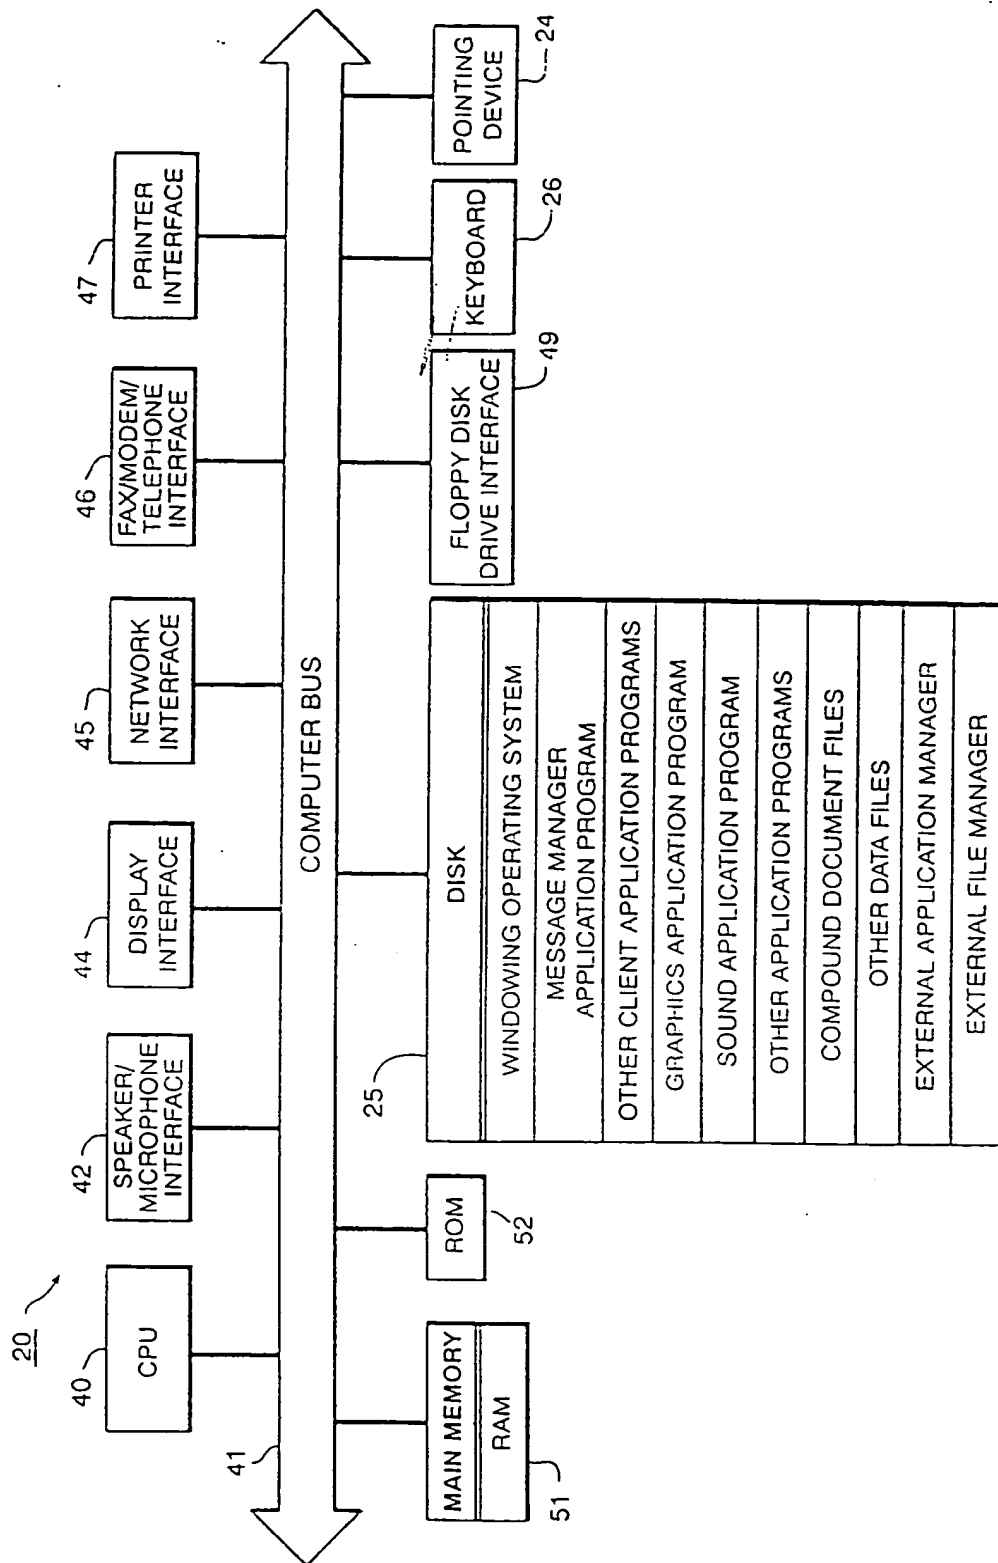 20
40
CPU
42
SPEAKER/
MICROPHONE
INTERFACE
44
DISPLAY
INTERFACE
45
NETWORK
INTERFACE
46
FAX/MODEM/
TELEPHONE
INTERFACE
47
PRINTER
INTERFACE
41
COMPUTER BUS
MAIN MEMORY
RAM
51
ROM
52
25
DISK
WINDOWING OPERATING SYSTEM
MESSAGE MANAGER
APPLICATION PROGRAM
OTHER CLIENT APPLICATION PROGRAMS
GRAPHICS APPLICATION PROGRAM
SOUND APPLICATION PROGRAM
OTHER APPLICATION PROGRAMS
COMPOUND DOCUMENT FILES
OTHER DATA FILES
EXTERNAL APPLICATION MANAGER
EXTERNAL FILE MANAGER
FLOPPY DISK
DRIVE INTERFACE
49
KEYBOARD
26
POINTING
DEVICE
24